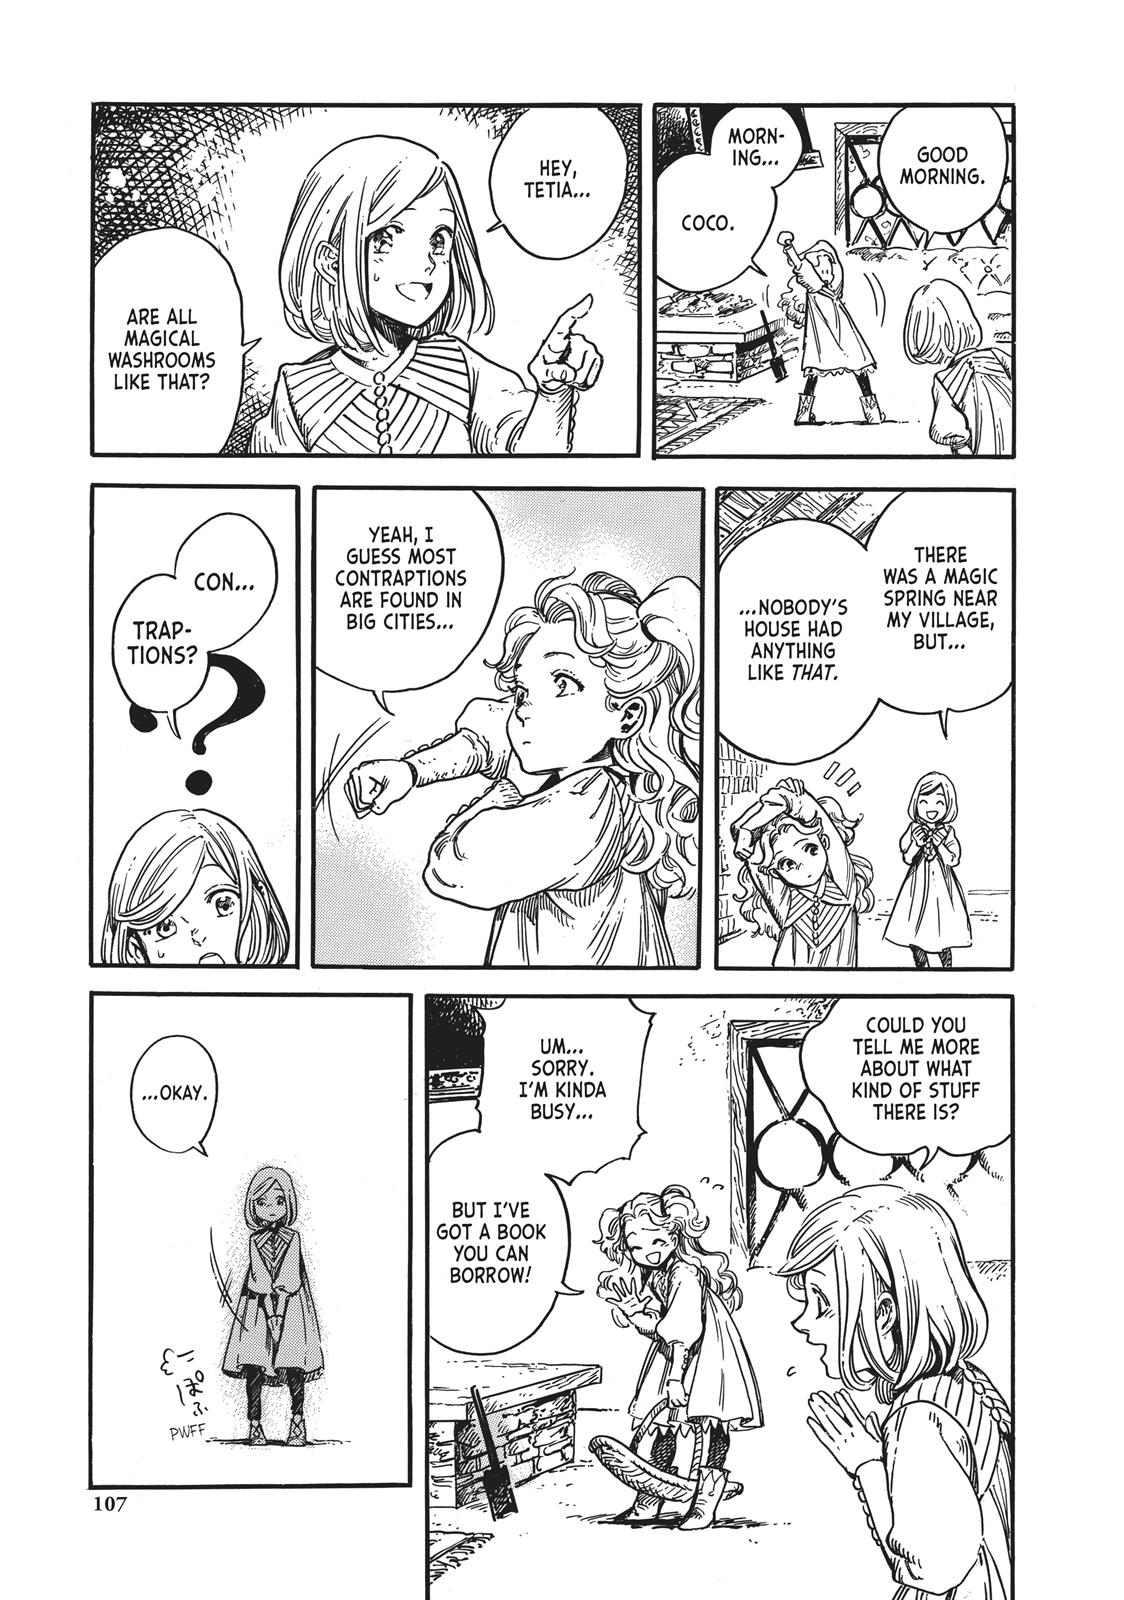 GOOD
MORNING.
MORN-
ING...
COCO.
HEY,
TETIA...
ARE ALL
MAGICAL
WASHROOMS
LIKE THAT?
THERE
WAS A MAGIC
SPRING NEAR
MY VILLAGE,
BUT...
...NOBODY'S
HOUSE HAD
ANYTHING
LIKE THAT.
YEAH, I
GUESS MOST
CONTRAPTIONS
ARE FOUND IN
BIG CITIES...
CON...
TRAP-
TIONS?
?
COULD YOU
TELL ME MORE
ABOUT WHAT
KIND OF STUFF
THERE IS?
UM...
SORRY.
I'M KINDA
BUSY...
BUT I'VE
GOT A BOOK
YOU CAN
BORROW!
...OKAY.
PWFF
107